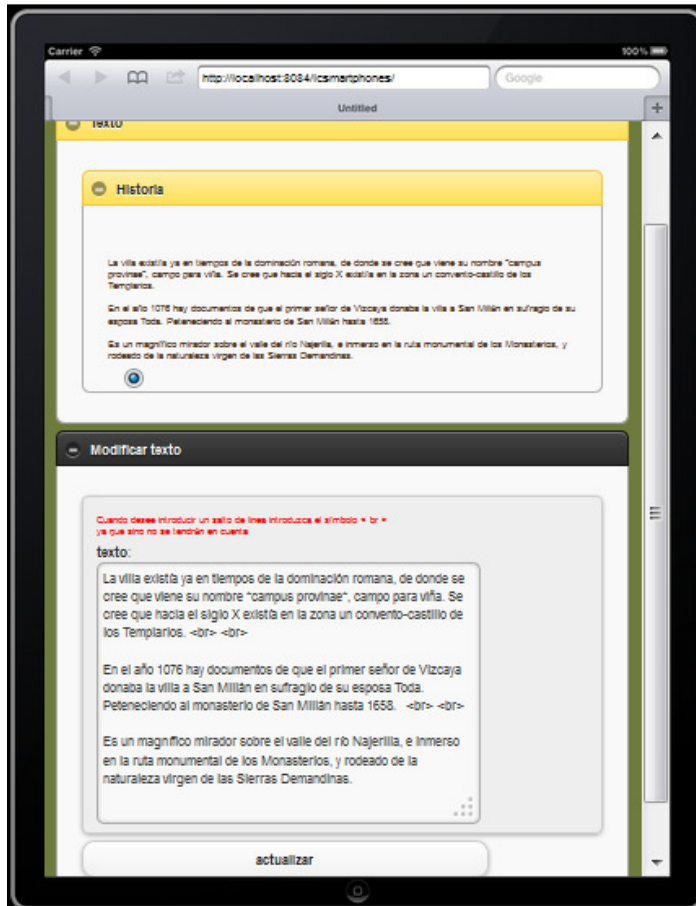 Carrier
100%
http://localhost:8084/icsmartphones/
Google
Untitled
Texto
Historia
La villa existía ya en tiempos de la dominación romana, de donde se cree que viene su nombre "campus
provinae", campo para viña. Se cree que hacia el siglo X existía en la zona un convento-castillo de los
Templarios.
En el año 1076 hay documentos de que el primer señor de Vizcaya donaba la villa a San Millán en sufragio de su
esposa Toda. Peteneciendo al monasterio de San Millán hasta 1658.
Es un magnífico mirador sobre el valle del río Najerilla, e inmerso en la ruta monumental de los Monasterios, y
rodeado de la naturaleza virgen de las Sierras Demandinas.
Modificar texto
Cuando desee introducir un salto de linea introduzca el símbolo < br >
ya que sino no se tendrán en cuenta
texto:
La villa existía ya en tiempos de la dominación romana, de donde se
cree que viene su nombre "campus provinae", campo para viña. Se
cree que hacia el siglo X existía en la zona un convento-castillo de
los Templarios. <br> <br>
En el año 1076 hay documentos de que el primer señor de Vizcaya
donaba la villa a San Millán en sufragio de su esposa Toda.
Peteneciendo al monasterio de San Millán hasta 1658. <br> <br>
Es un magnífico mirador sobre el valle del río Najerilla, e inmerso
en la ruta monumental de los Monasterios, y rodeado de la
naturaleza virgen de las Sierras Demandinas.
actualizar